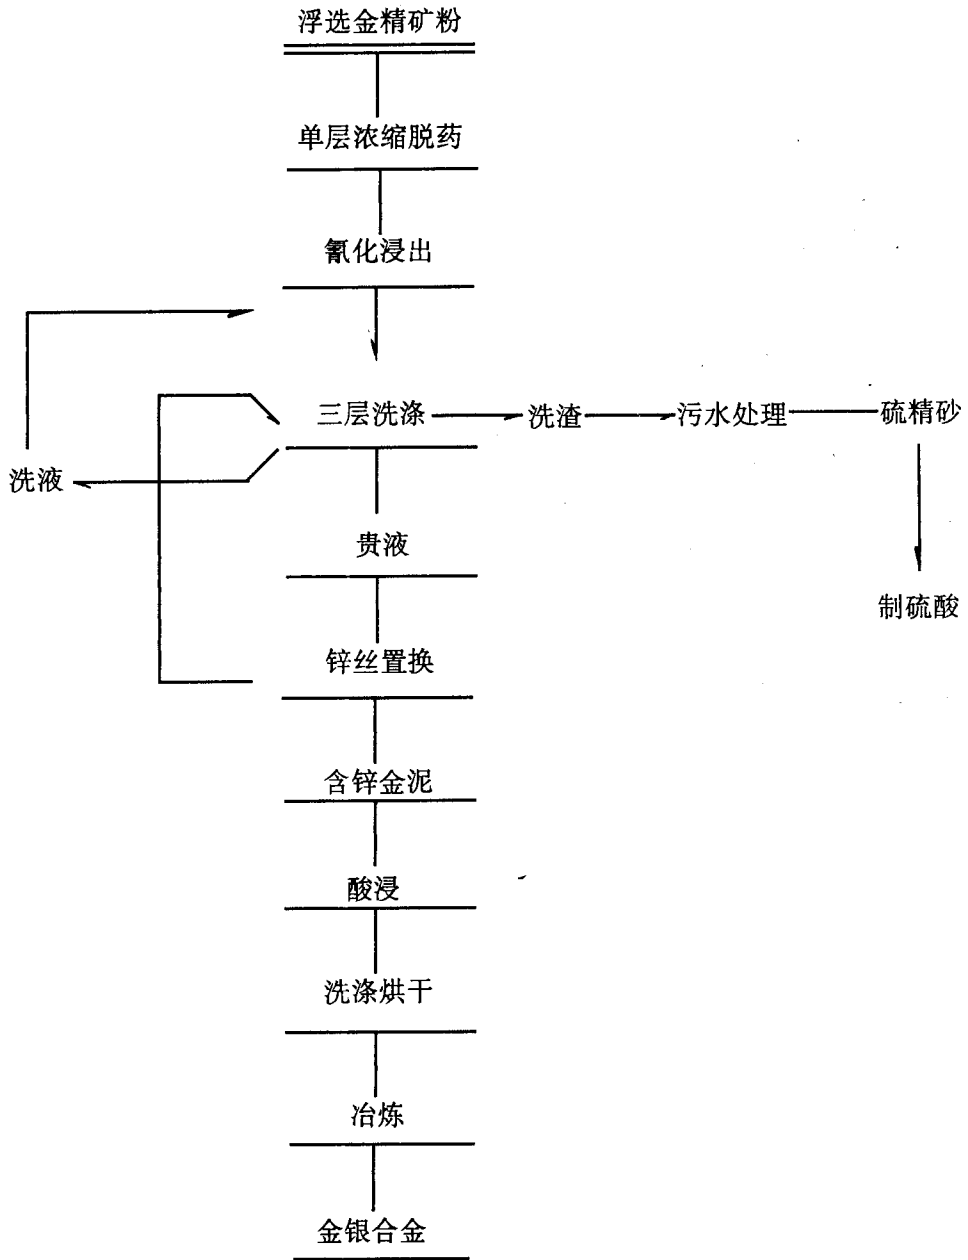 浮选金精矿粉
单层浓缩脱药
氰化浸出
三层洗涤
洗渣
污水处理
硫精砂
洗液
贵液
制硫酸
锌丝置换
含锌金泥
酸浸
洗涤烘干
冶炼
金银合金